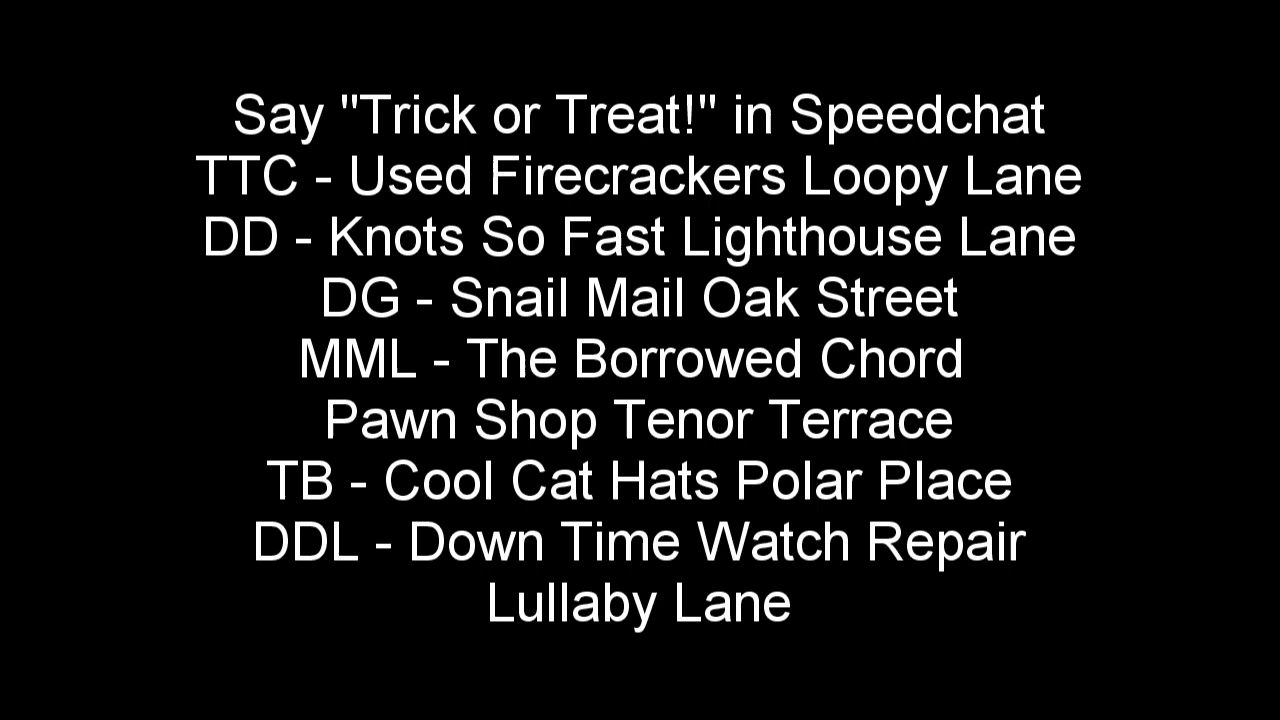 Say "Trick or Treat!" in Speedchat
TTC - Used Firecrackers Loopy Lane
DD - Knots So Fast Lighthouse Lane
DG - Snail Mail Oak Street
MML - The Borrowed Chord
Pawn Shop Tenor Terrace
TB - Cool Cat Hats Polar Place
DDL - Down Time Watch Repair
Lullaby Lane